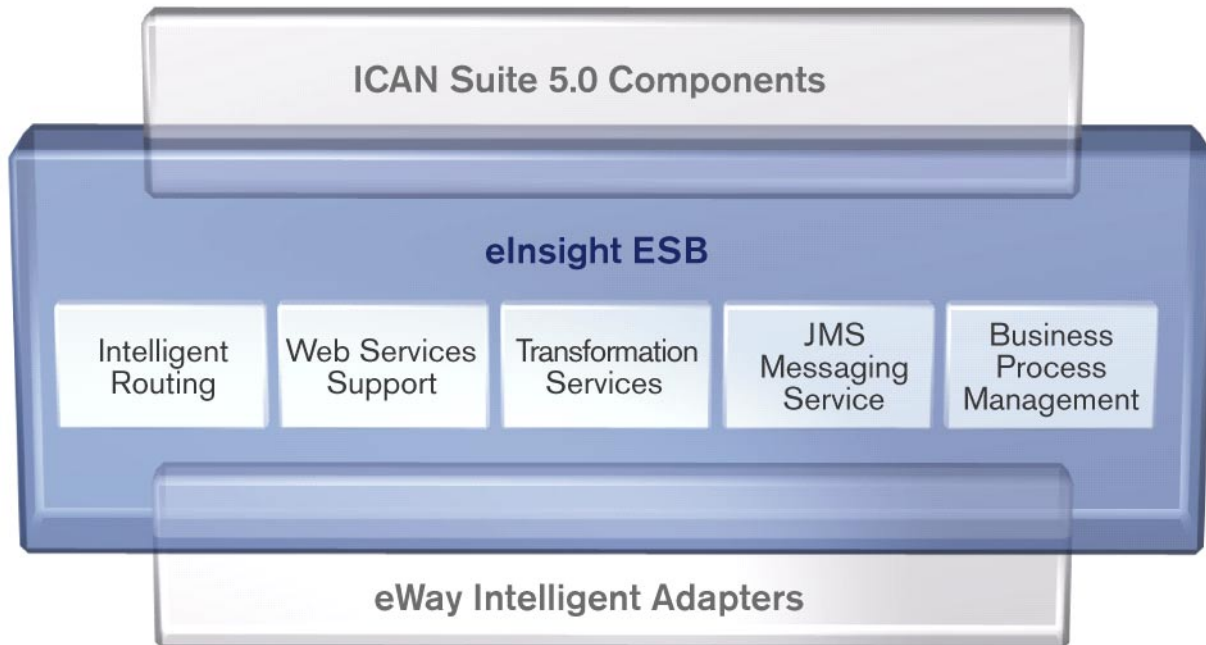 ICAN Suite 5.0 Components
eInsight ESB
Intelligent
Routing
Web Services
Support
Transformation
Services
JMS
Messaging
Service
Business
Process
Management
eWay Intelligent Adapters